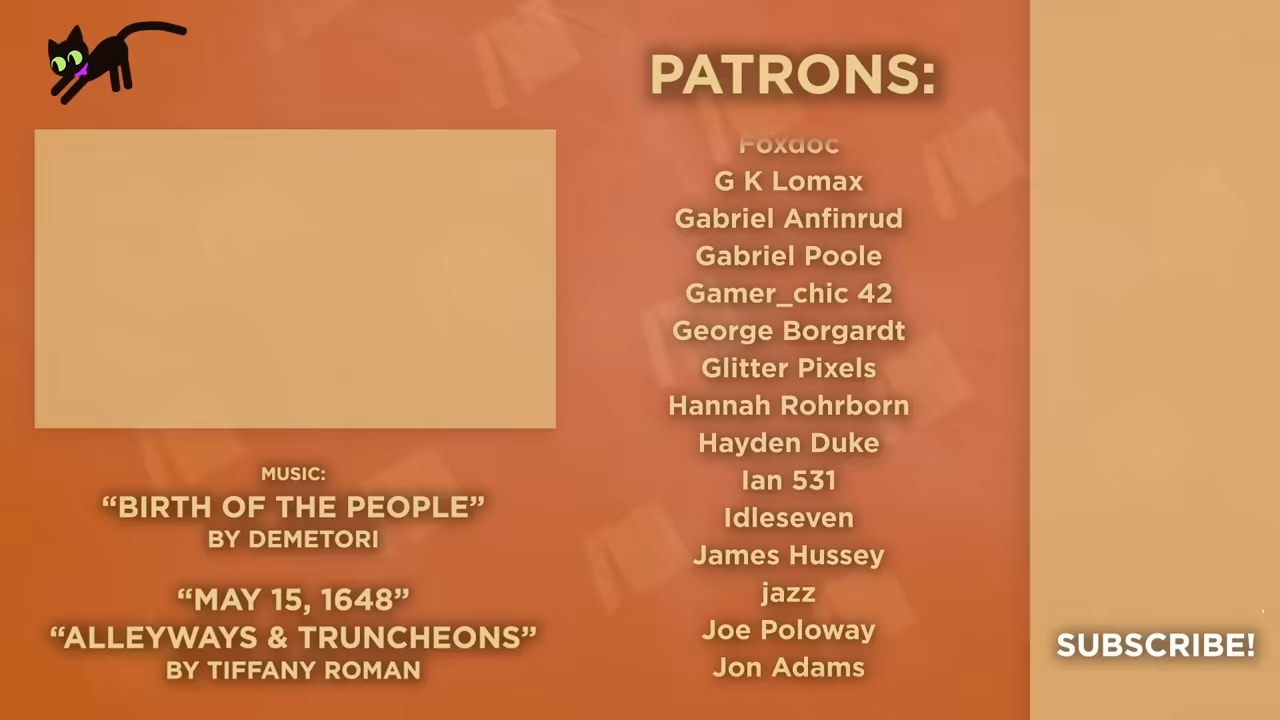 PATRONS:
Foxdoc
G K Lomax
Gabriel Anfinrud
Gabriel Poole
Gamer_chic 42
George Borgardt
Glitter Pixels
Hannah Rohrborn
Hayden Duke
Ian 531
Idleseven
James Hussey
jazz
Joe Poloway
Jon Adams
MUSIC:
“BIRTH OF THE PEOPLE”
BY DEMETORI
“MAY 15, 1648”
“ALLEYWAYS & TRUNCHEONS”
BY TIFFANY ROMAN
SUBSCRIBE!